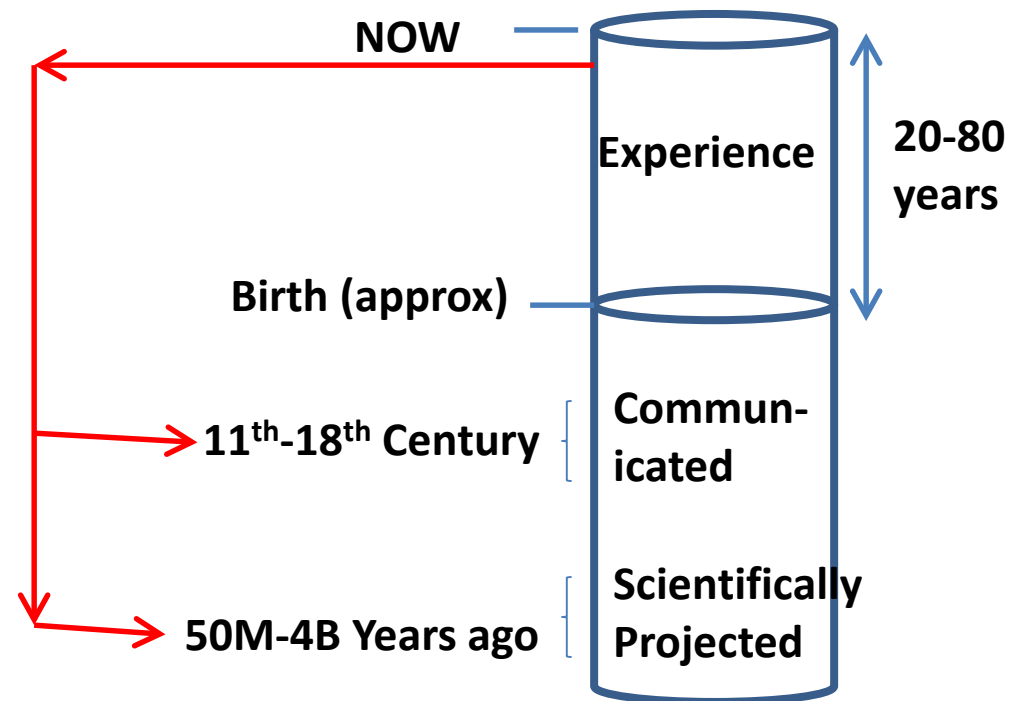 NOW
Experience
20-80
years
Birth (approx)
Commun-
icated
11th-18th Century
Scientifically
Projected
50M-4B Years ago